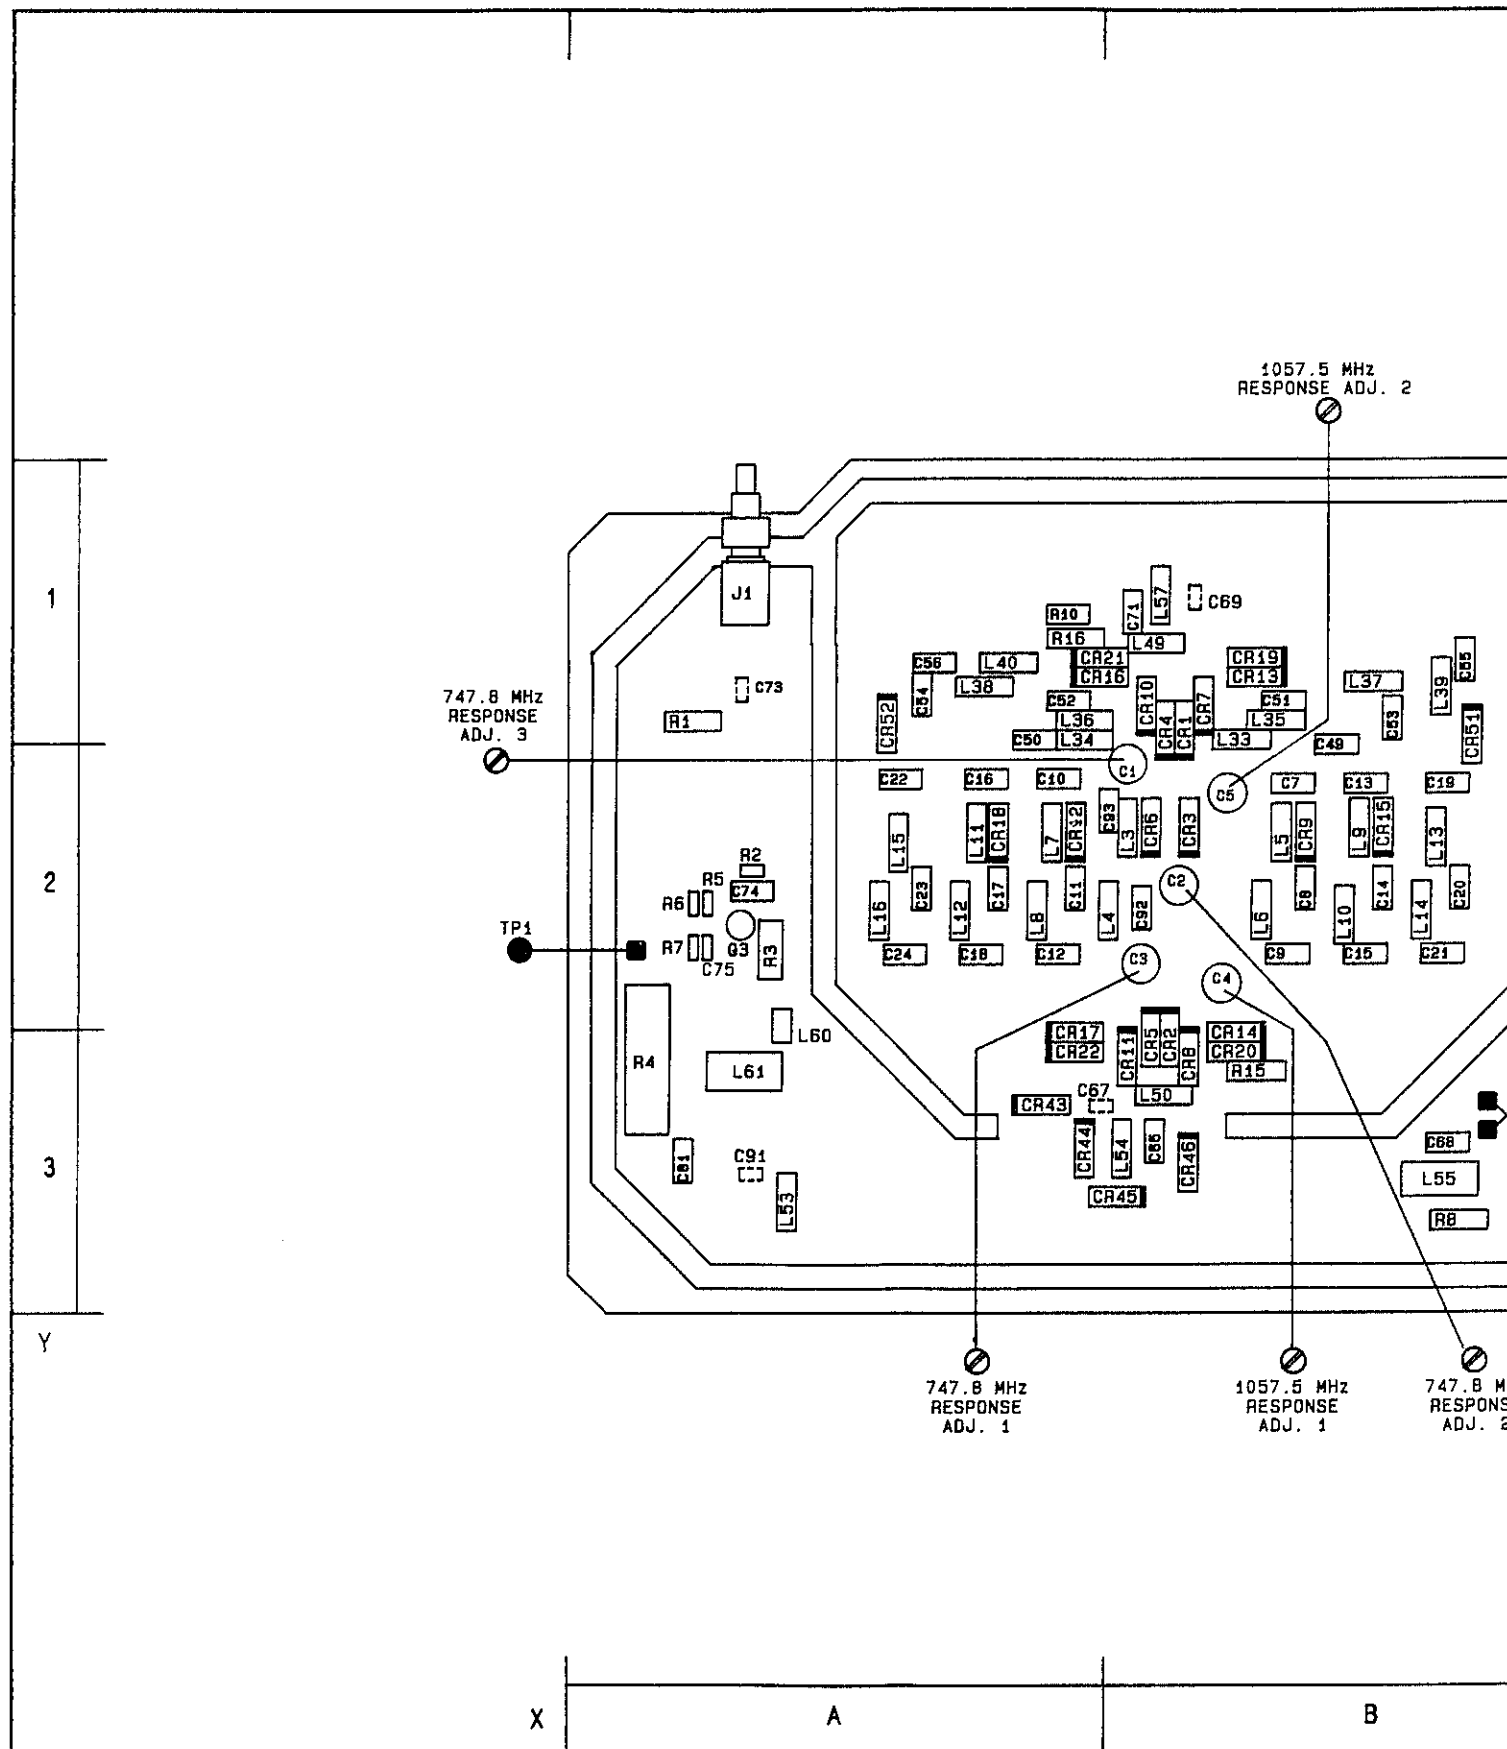 1057.5 MHz
RESPONSE ADJ. 2
1
J1
L57
C69
C71
R10
R16
L49
CR21
CR19
C56
L40
CR16
CR13
C55
C73
L38
C54
CR10
CR7
L37
L39
747.8 MHz
RESPONSE
ADJ. 3
R1
CR52
C52
C51
C53
L36
L35
CR51
C50
L34
CR4
CR1
L33
C49
C1
C22
C16
C10
C5
C7
C13
C19
C93
L15
L11
CR18
L7
CR12
L3
CR6
CR3
L5
CR9
L9
CR15
L13
2
R2
R5
C74
R6
C23
C17
C11
C2
C8
C14
C20
L16
L12
L8
L4
C92
L6
L10
L14
TP1
R7
Q3
R3
C75
C24
C18
C12
C3
C9
C15
C21
C4
L60
CR17
CR22
CR11
CR5
CR2
CR8
CR14
CR20
R4
L61
R15
C67
L50
CR43
3
C81
C91
CR44
L54
C66
CR46
C68
L55
L53
CR45
R8
Y
747.8 MHz
RESPONSE
ADJ. 1
1057.5 MHz
RESPONSE
ADJ. 1
747.8 M
RESPONS
ADJ. 2
X
A
B